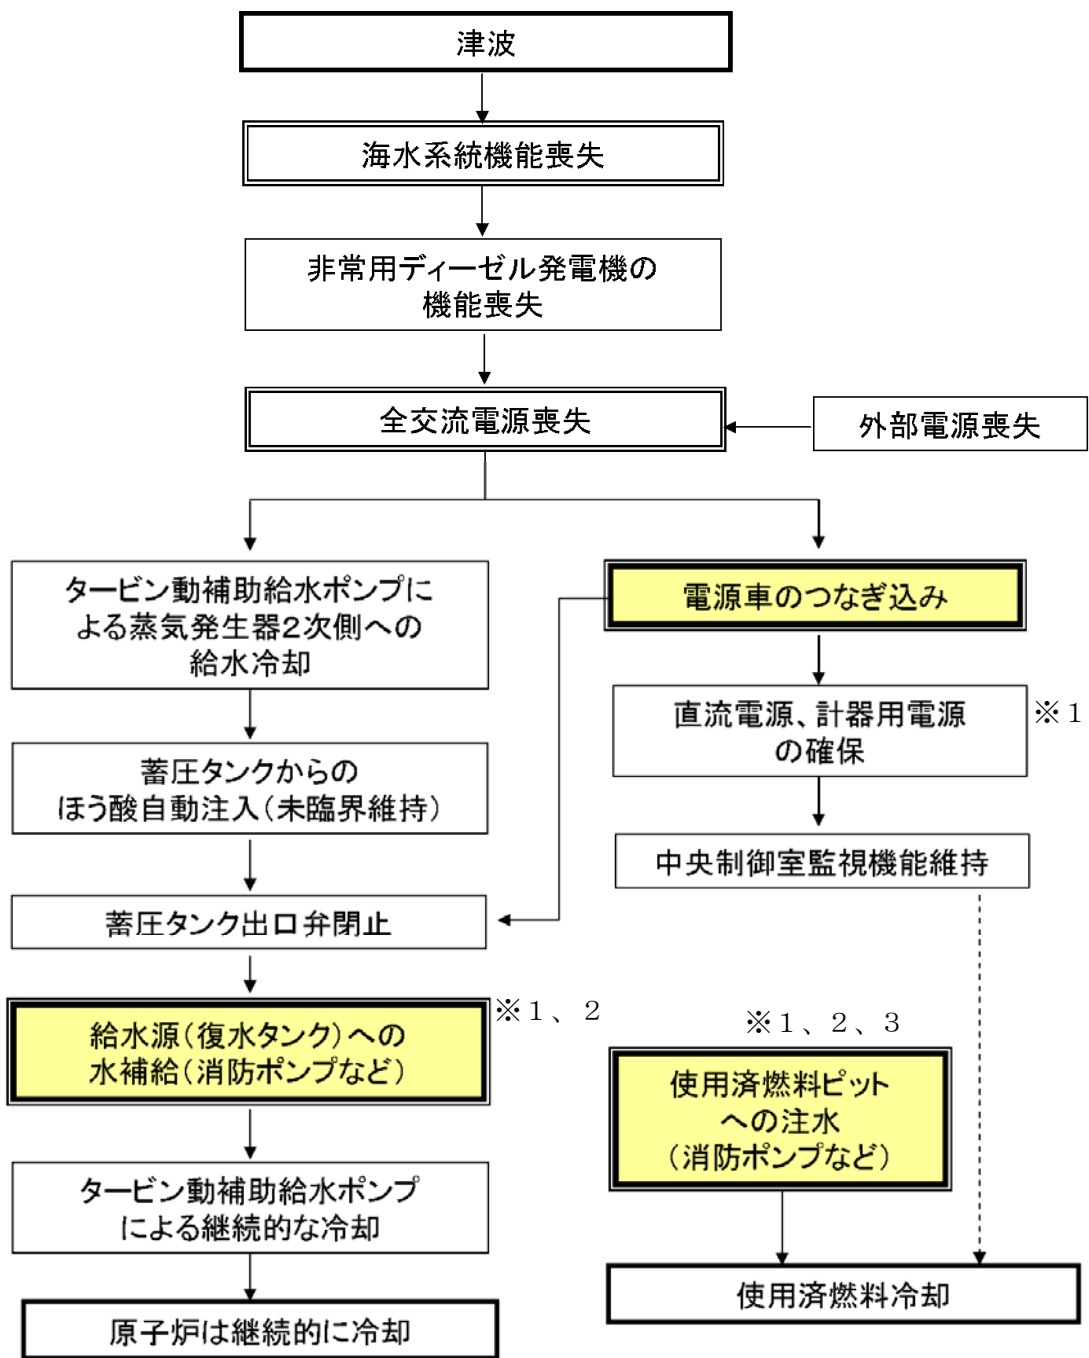 津波
海水系統機能喪失
非常用ディーゼル発電機の
機能喪失
全交流電源喪失
外部電源喪失
タービン動補助給水ポンプに
よる蒸気発生器2次側への
給水冷却
蓄圧タンクからの
ほう酸自動注入(未臨界維持)
蓄圧タンク出口弁閉止
給水源(復水タンク)への
水補給(消防ポンプなど)
※1、2
タービン動補助給水ポンプ
による継続的な冷却
原子炉は継続的に冷却
電源車のつなぎ込み
直流電源、計器用電源
の確保
※1
中央制御室監視機能維持
※1、2、3
使用済燃料ピット
への注水
(消防ポンプなど)
使用済燃料冷却